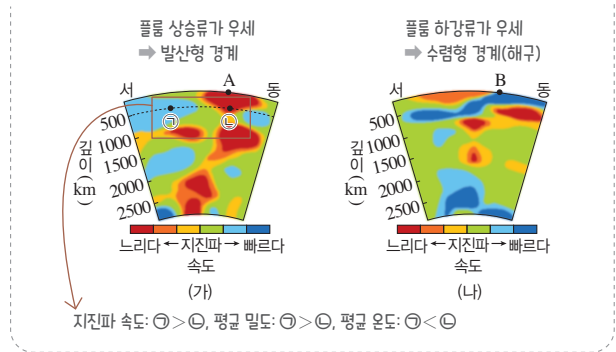 플룸 상승류가 우세
➡ 발산형 경계
플룸 하강류가 우세
➡ 수렴형 경계(해구)
서 A 동
㉠ ㉡
500
1000
1500
2000
2500
깊이(km)
느리다 ← 지진파 → 빠르다
속도
(가)
서 B 동
500
1000
1500
2000
2500
깊이(km)
느리다 ← 지진파 → 빠르다
속도
(나)
지진파 속도: ㉠>㉡, 평균 밀도: ㉠>㉡, 평균 온도: ㉠<㉡